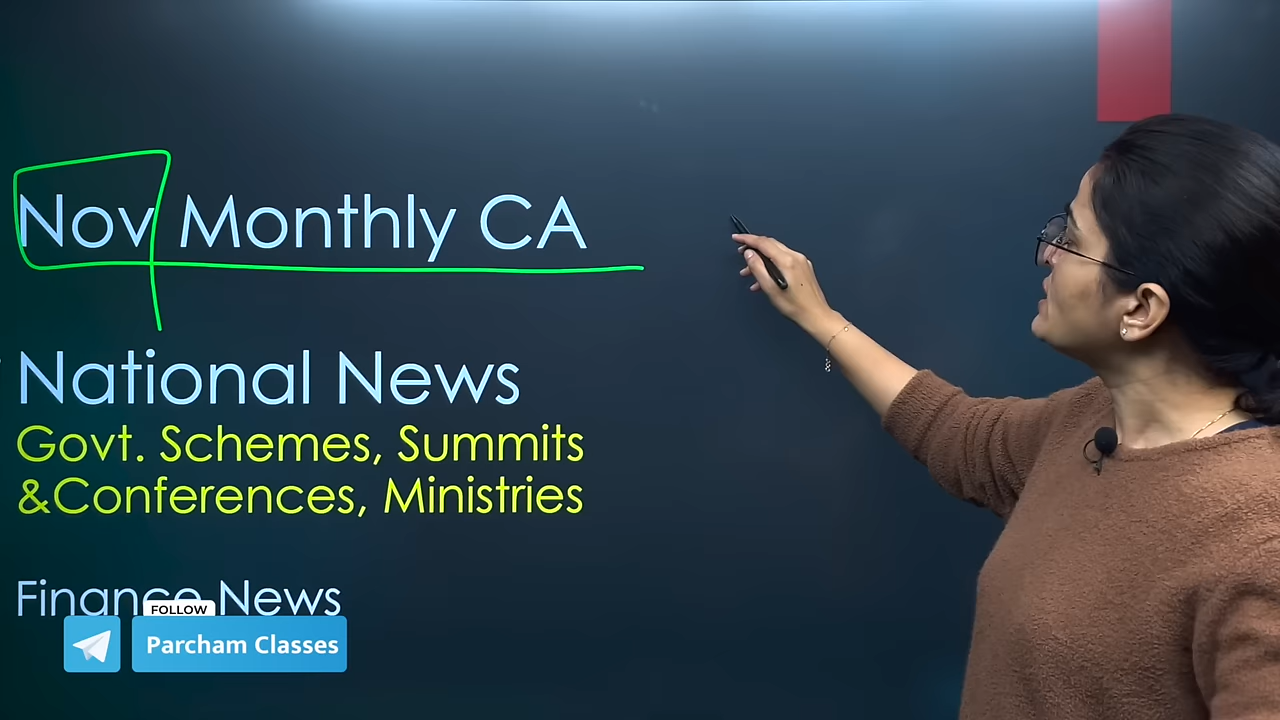 Nov Monthly CA
National News
Govt. Schemes, Summits
&Conferences, Ministries
Finance News
FOLLOW
Parcham Classes